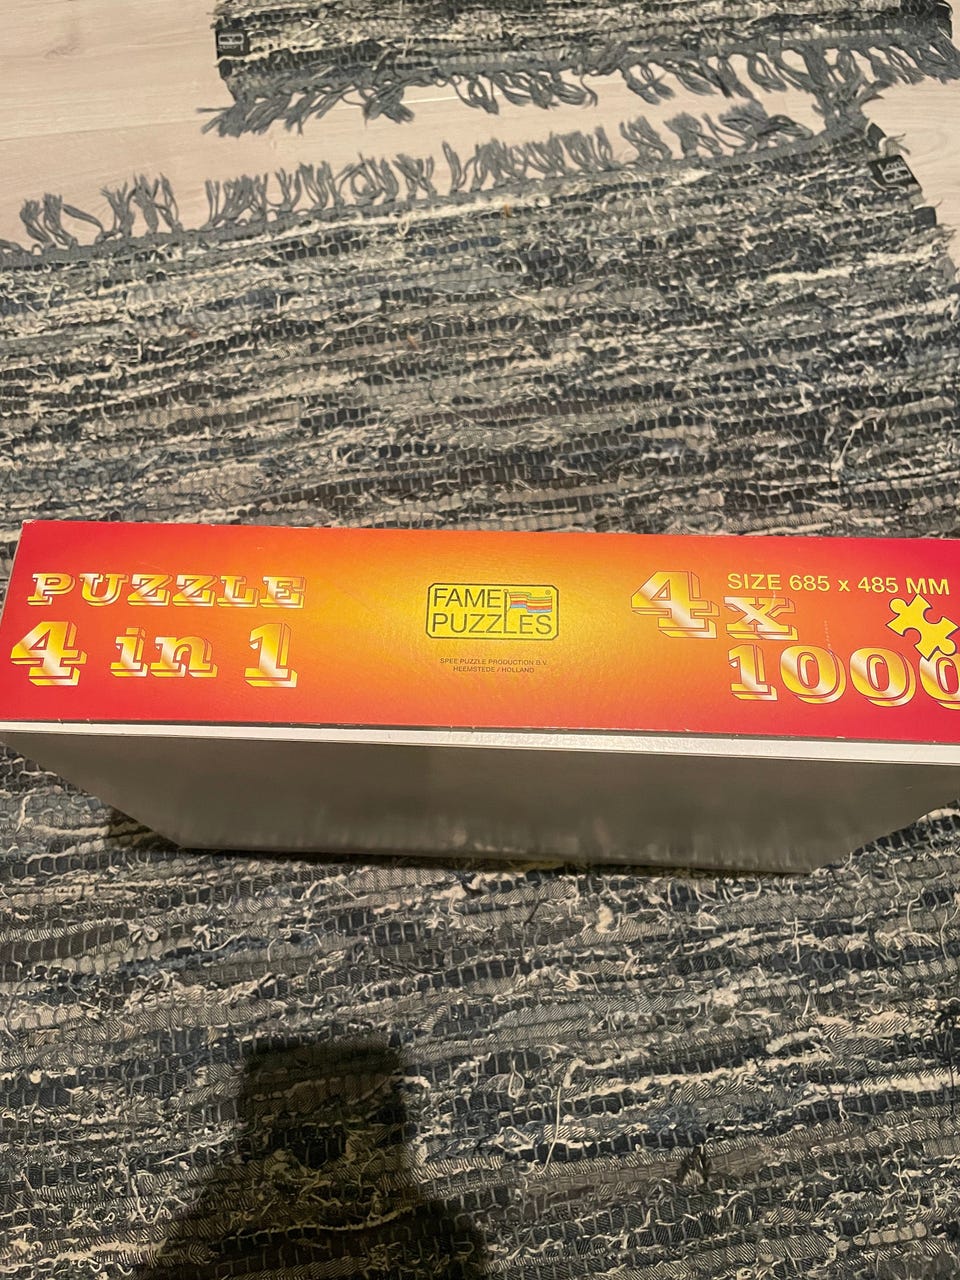 PUZZLE
4 in 1
FAME
PUZZLES
SPEE PUZZLE PRODUCTION B.V.
HEEMSTEDE / HOLLAND
4 x
1000
SIZE 685 x 485 MM